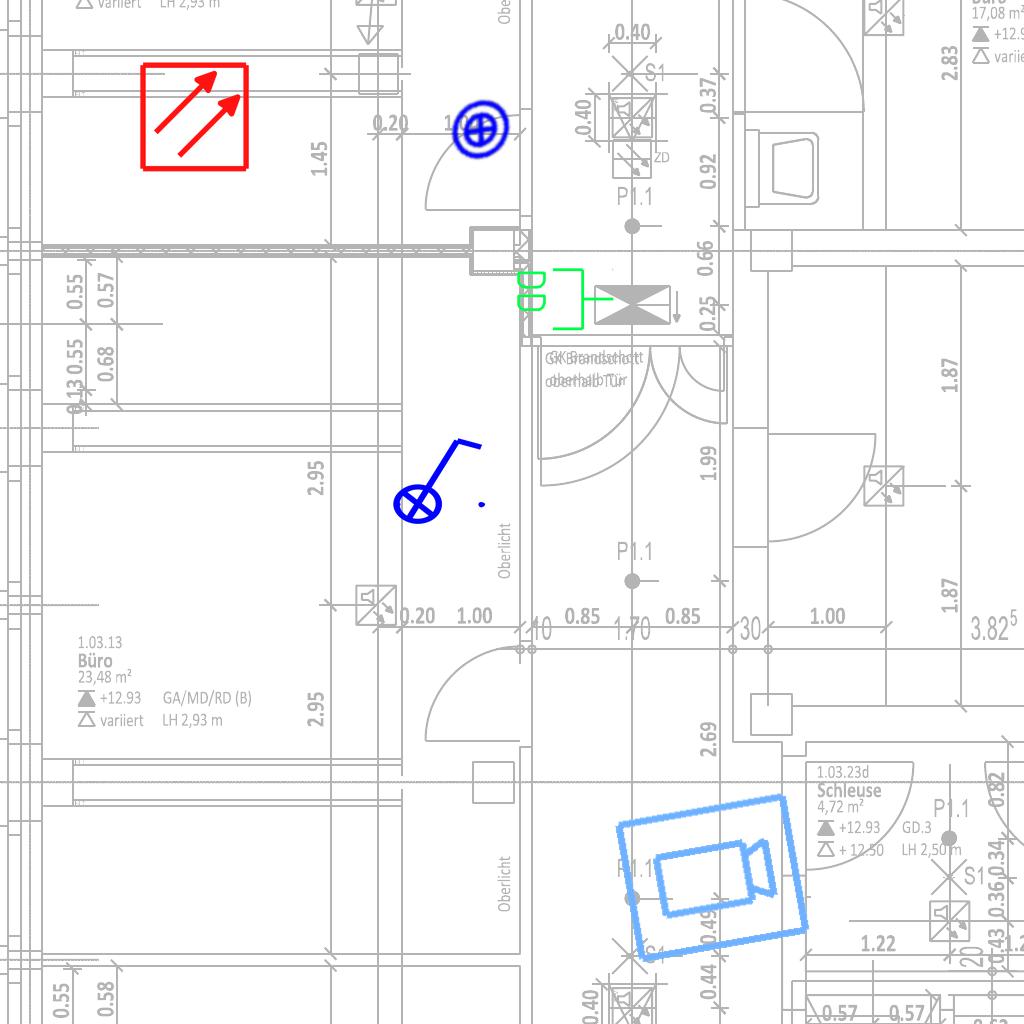 variiert LH 2,93 m
17,08 m²
0.40
S1
2.83
0.37
0.40
0.20
1.45
ZD
0.92
P1.1
0.66
0.55
0.57
0.25
GK Brandschott
oberhalb Tür
0.55
0.68
0.13
1.87
2.95
1.99
Oberlicht
P1.1
1.87
0.20 1.00
0.85 0.85
1.00
10 1.70 30
3.82⁵
1.03.13
Büro
23,48 m²
+12.93 GA/MD/RD (B)
variiert LH 2,93 m
2.95
2.69
1.03.23d
Schleuse
4,72 m²
+12.93 GD.3
+ 12.50 LH 2,50 m
0.82
P1.1
0.34
P1.1
S1
0.36
Oberlicht
0.49
1.22
0.43
20
S1
0.44
0.55
0.58
0.40
0.57 0.57